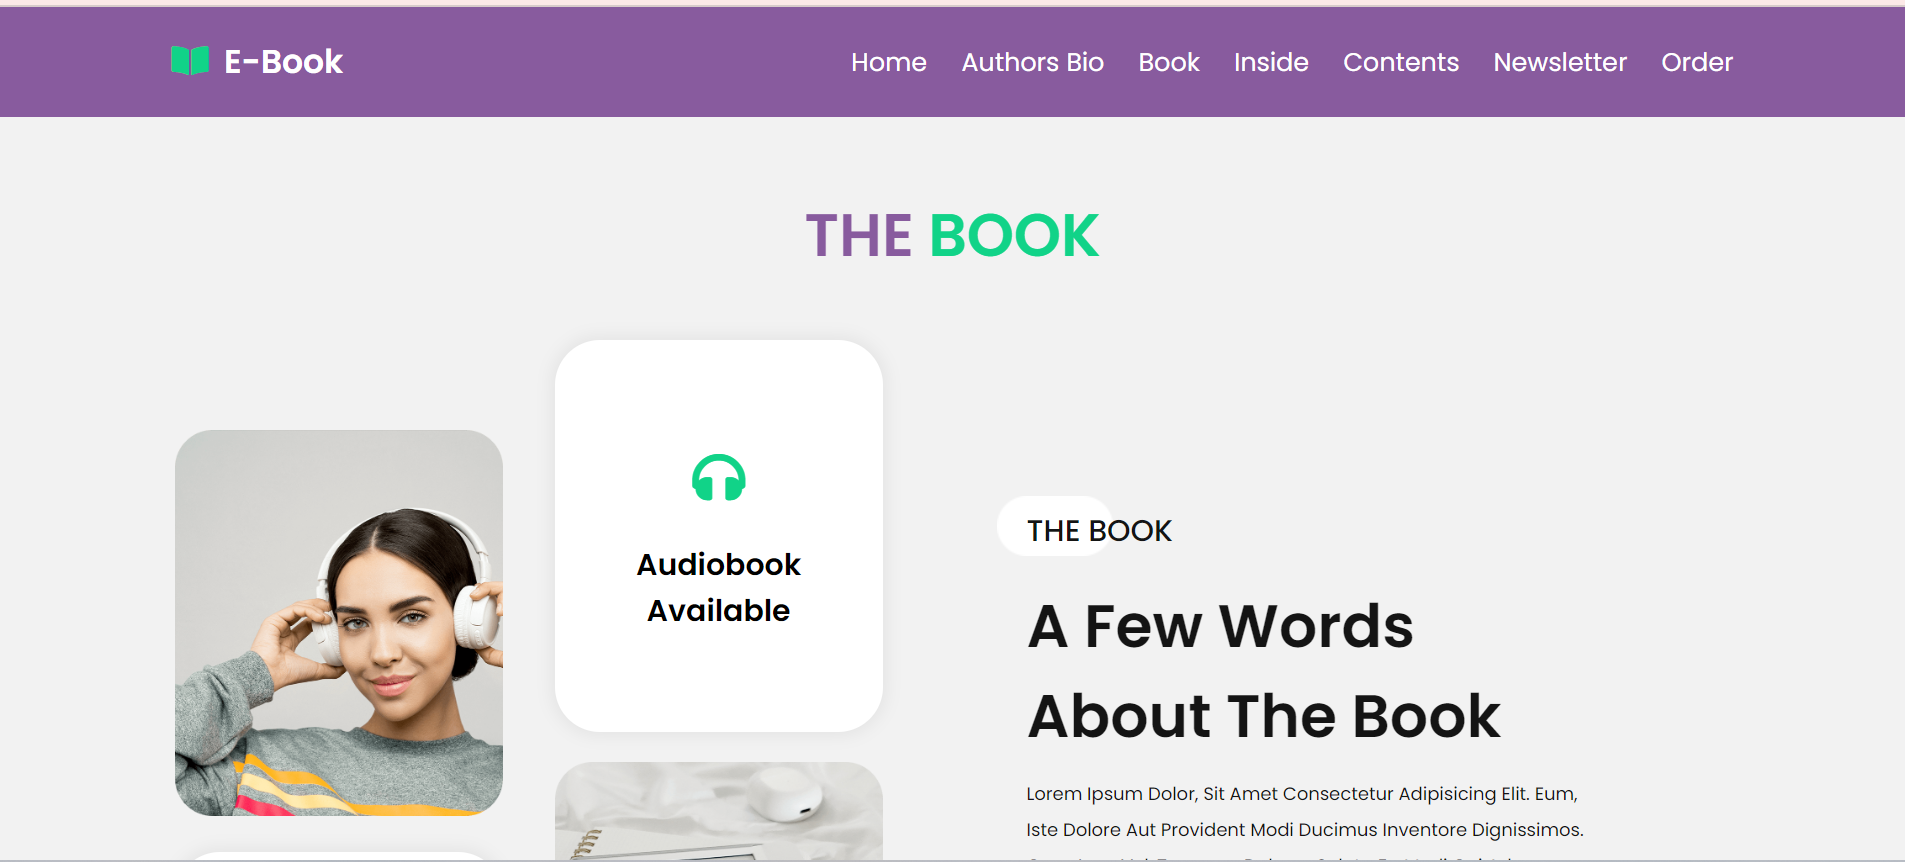 E-Book
Home Authors Bio Book Inside Contents Newsletter Order
THE BOOK
Audiobook
Available
THE BOOK
A Few Words
About The Book
Lorem Ipsum Dolor, Sit Amet Consectetur Adipisicing Elit. Eum,
Iste Dolore Aut Provident Modi Ducimus Inventore Dignissimos.